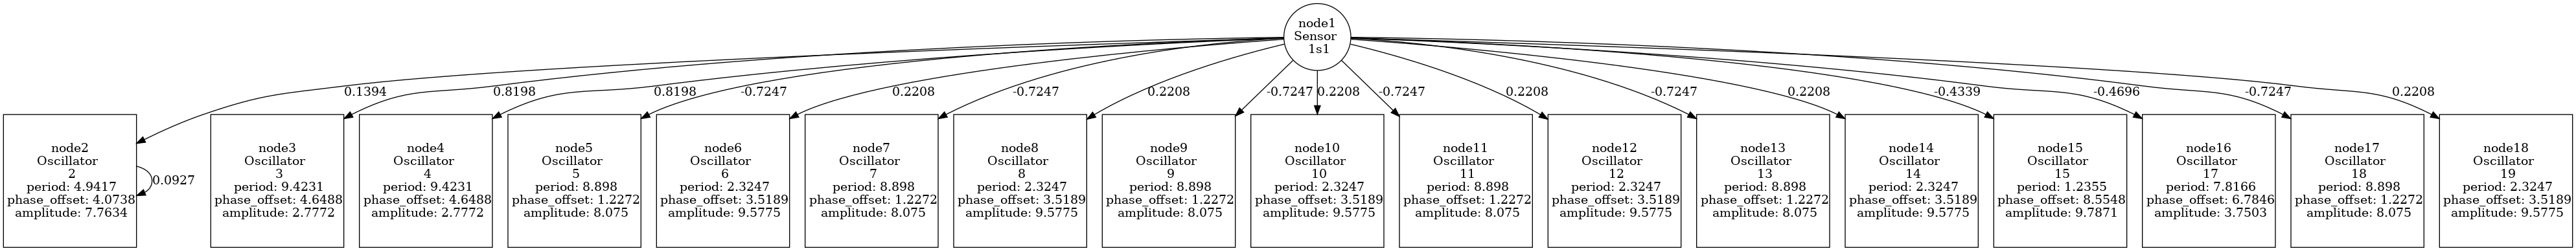 node1
Sensor
1s1
0.1394
0.8198
0.8198
-0.7247
0.2208
-0.7247
0.2208
-0.7247
0.2208
-0.7247
0.2208
-0.7247
0.2208
-0.4339
-0.4696
-0.7247
0.2208
node2
Oscillator
2
period: 4.9417
phase_offset: 4.0738
amplitude: 7.7634
0.0927
node3
Oscillator
3
period: 9.4231
phase_offset: 4.6488
amplitude: 2.7772
node4
Oscillator
4
period: 9.4231
phase_offset: 4.6488
amplitude: 2.7772
node5
Oscillator
5
period: 8.898
phase_offset: 1.2272
amplitude: 8.075
node6
Oscillator
6
period: 2.3247
phase_offset: 3.5189
amplitude: 9.5775
node7
Oscillator
7
period: 8.898
phase_offset: 1.2272
amplitude: 8.075
node8
Oscillator
8
period: 2.3247
phase_offset: 3.5189
amplitude: 9.5775
node9
Oscillator
9
period: 8.898
phase_offset: 1.2272
amplitude: 8.075
node10
Oscillator
10
period: 2.3247
phase_offset: 3.5189
amplitude: 9.5775
node11
Oscillator
11
period: 8.898
phase_offset: 1.2272
amplitude: 8.075
node12
Oscillator
12
period: 2.3247
phase_offset: 3.5189
amplitude: 9.5775
node13
Oscillator
13
period: 8.898
phase_offset: 1.2272
amplitude: 8.075
node14
Oscillator
14
period: 2.3247
phase_offset: 3.5189
amplitude: 9.5775
node15
Oscillator
15
period: 1.2355
phase_offset: 8.5548
amplitude: 9.7871
node16
Oscillator
17
period: 7.8166
phase_offset: 6.7846
amplitude: 3.7503
node17
Oscillator
18
period: 8.898
phase_offset: 1.2272
amplitude: 8.075
node18
Oscillator
19
period: 2.3247
phase_offset: 3.5189
amplitude: 9.5775